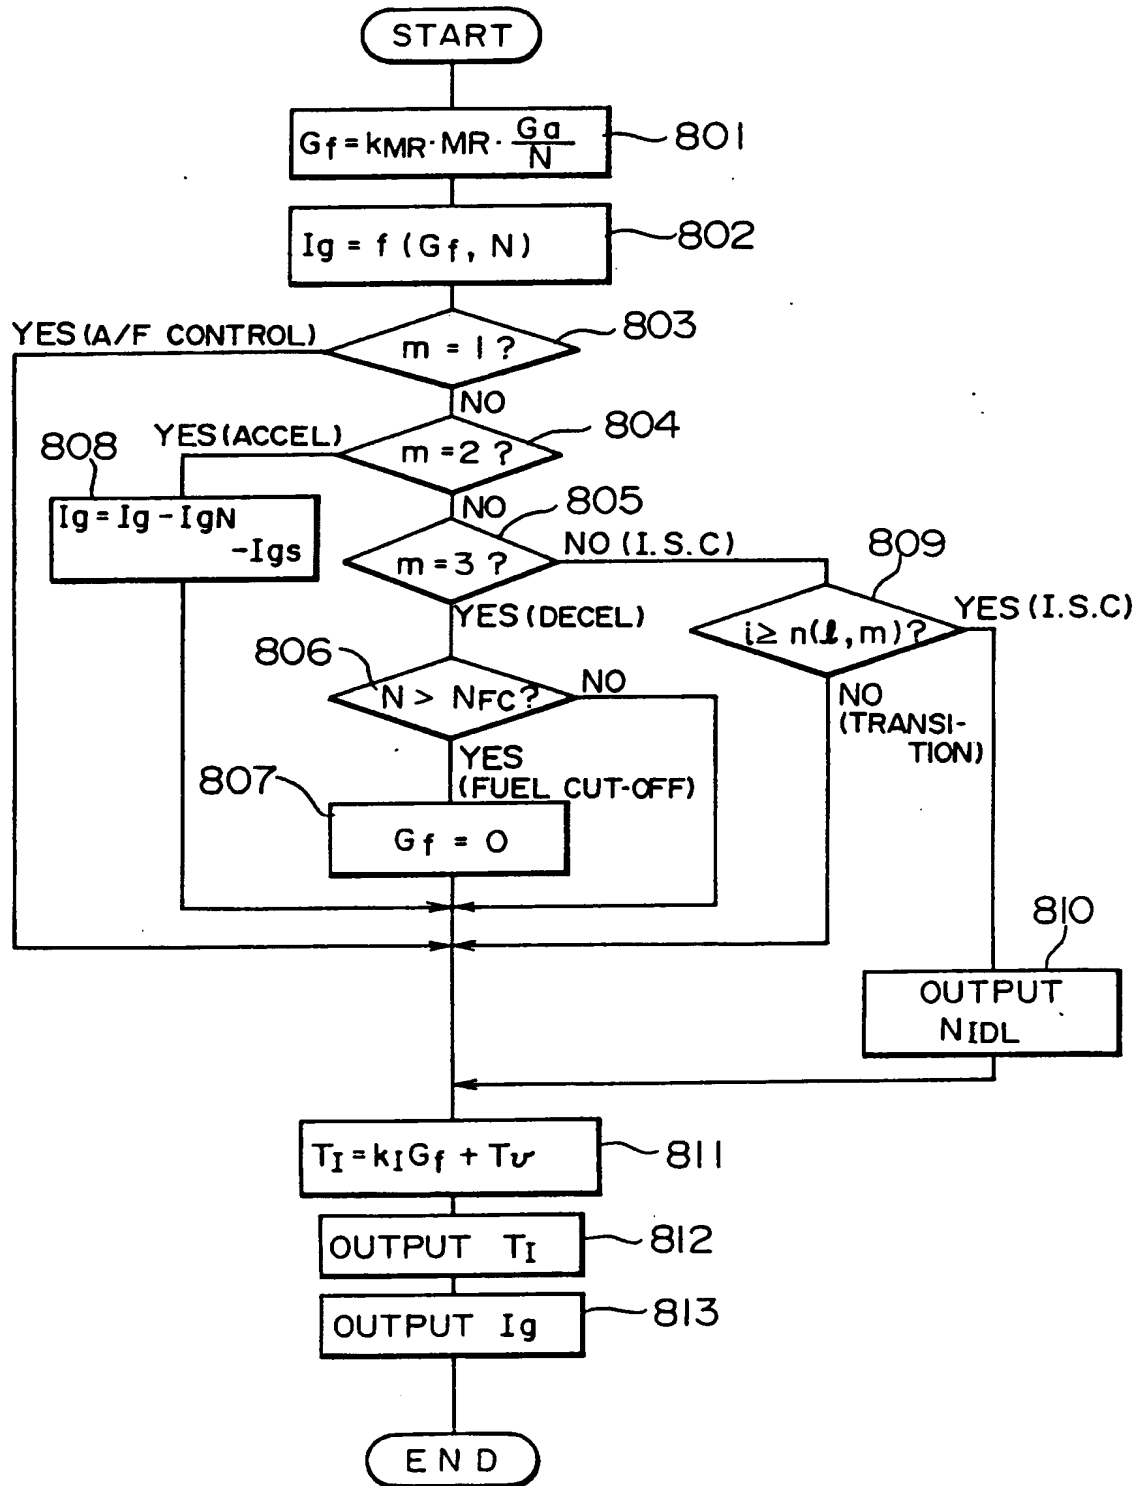 START
Gf = kMR · MR · Ga/N
801
Ig = f (Gf, N)
802
803
YES (A/F CONTROL)
m = 1 ?
NO
804
808
YES (ACCEL)
m = 2 ?
NO
805
Ig = Ig - IgN
- Igs
m = 3 ?
NO (I.S.C)
809
YES (DECEL)
i ≥ n(l, m)?
YES (I.S.C)
806
N > NFC ?
NO
NO
(TRANSI-
TION)
YES
(FUEL CUT-OFF)
807
Gf = 0
810
OUTPUT
NIDL
TI = kI Gf + Tv
811
OUTPUT TI
812
OUTPUT Ig
813
END